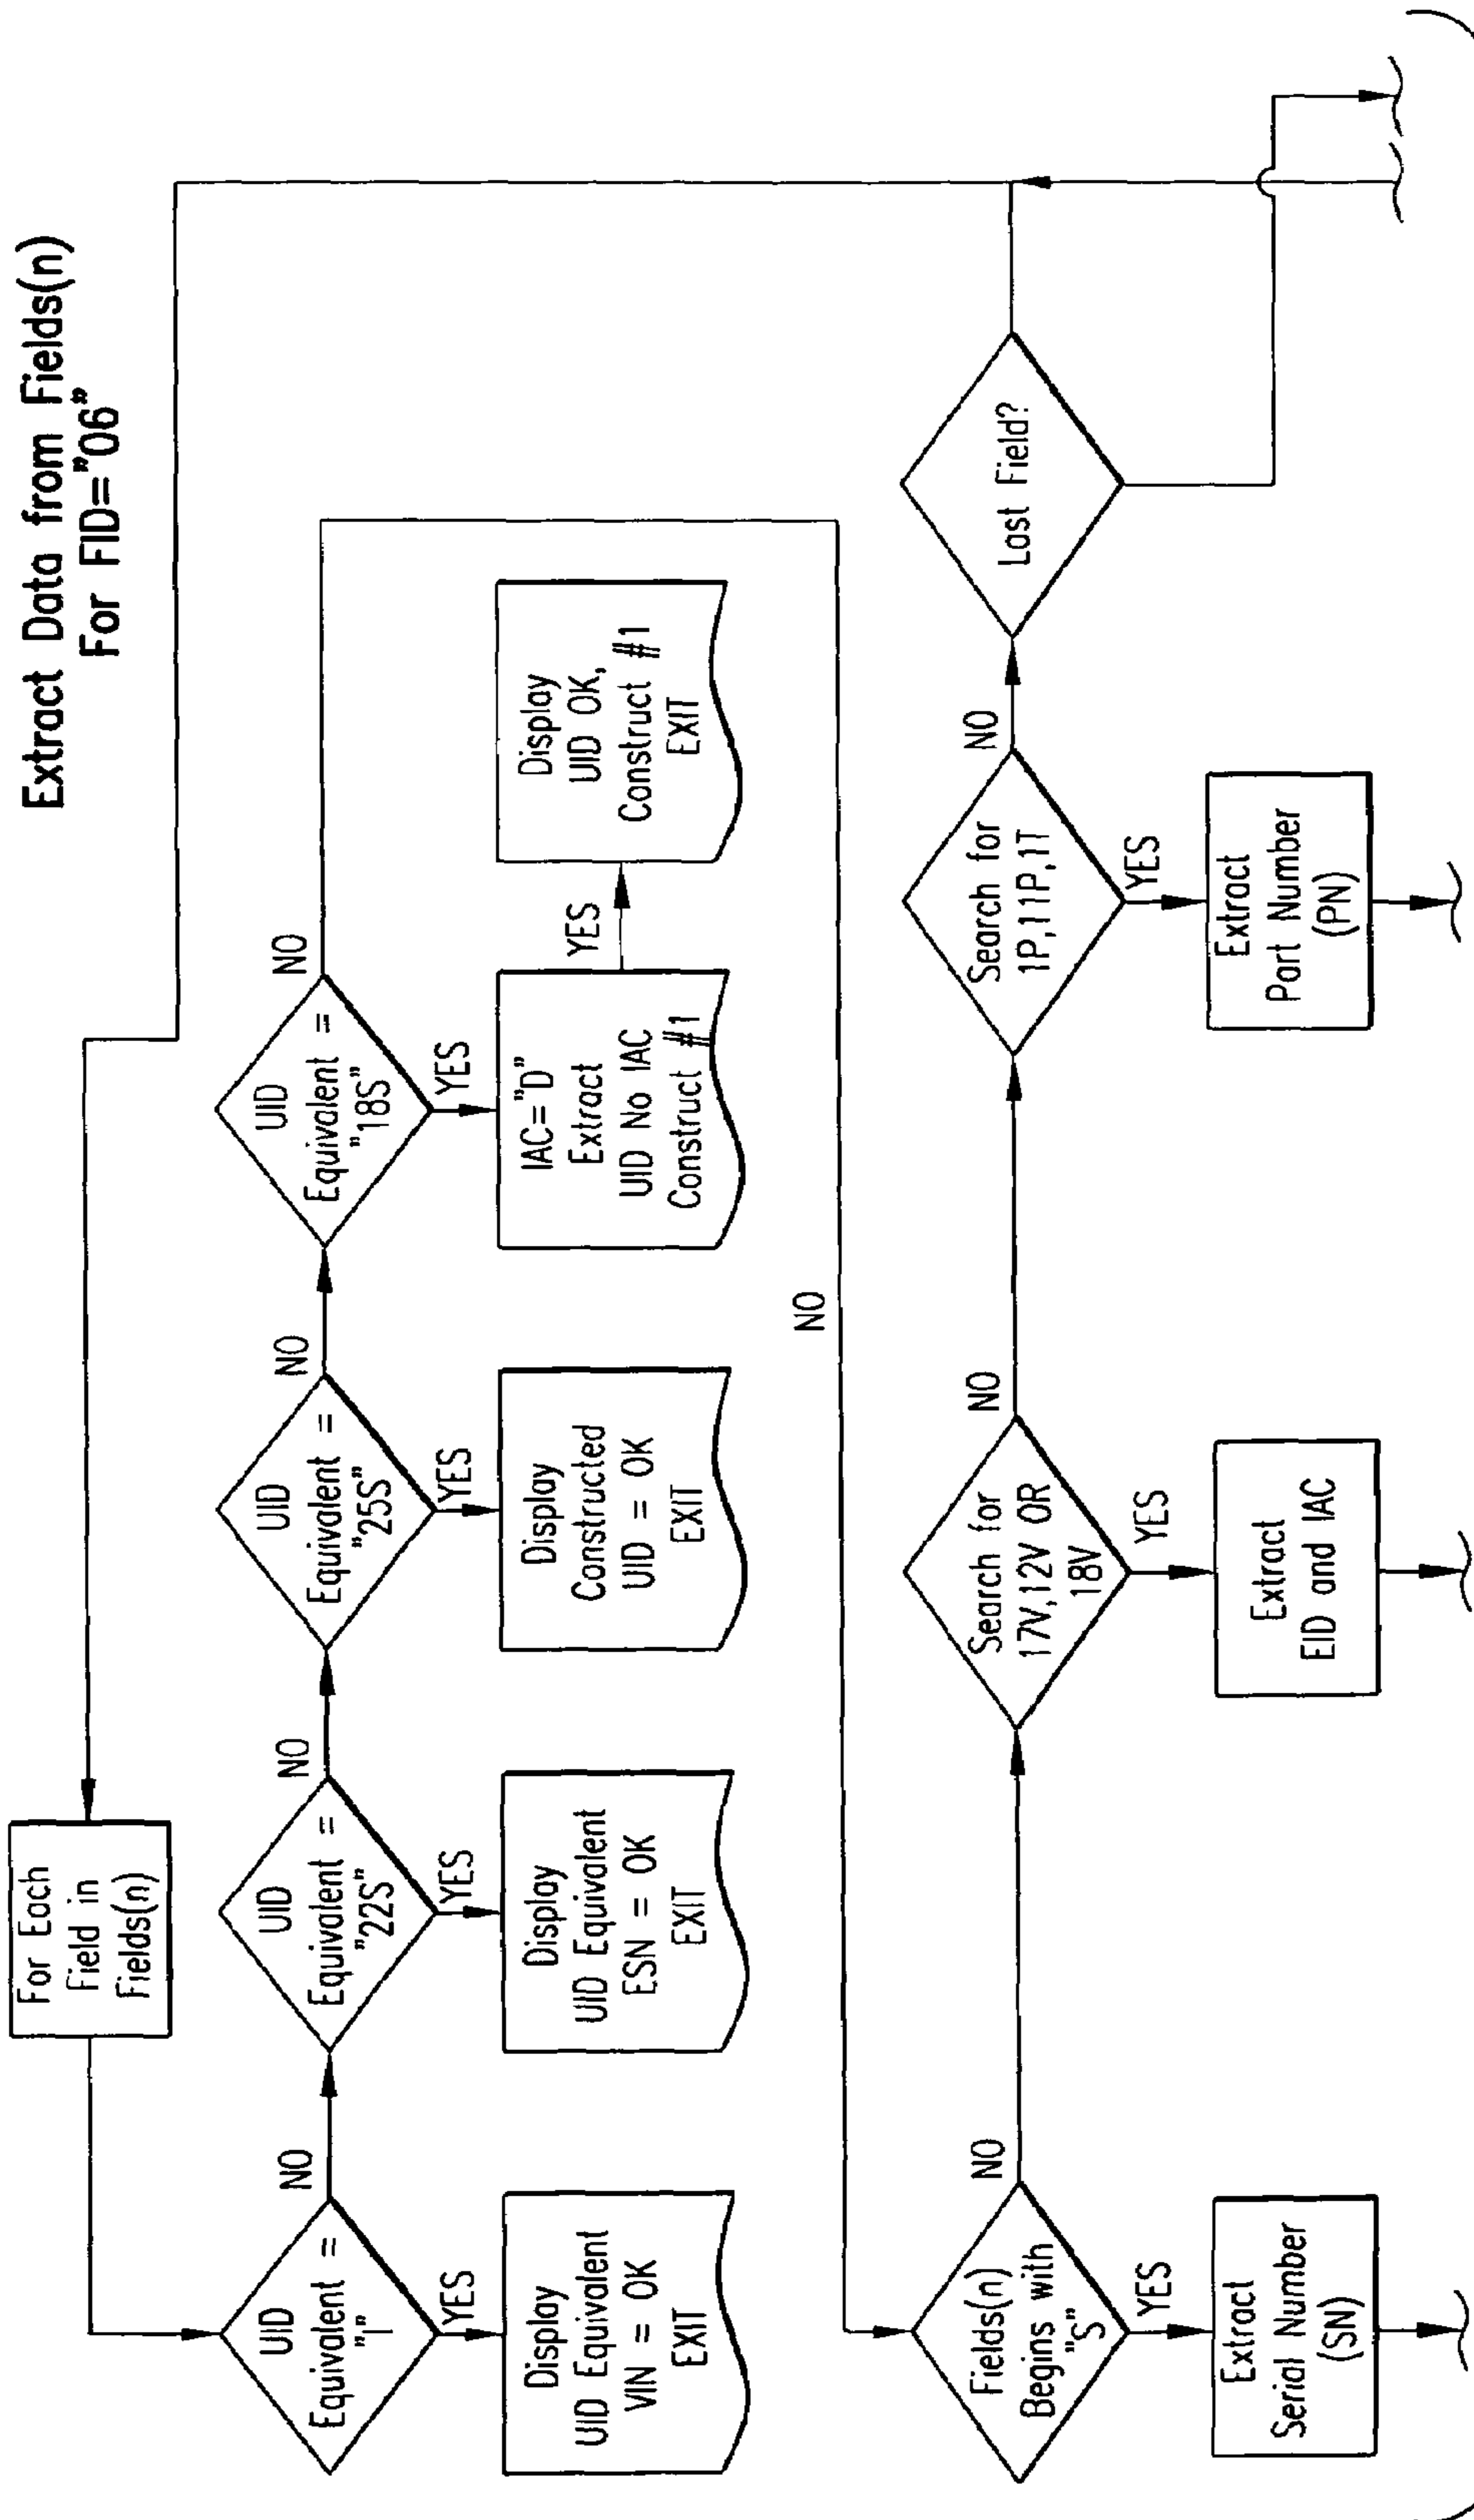 Extract Data from Fields(n)
For FID="06"
For Each
Field in
Fields(n)
UID
Equivalent =
"I"
NO
YES
Display
UID Equivalent
VIN = OK
EXIT
UID
Equivalent =
"22S"
NO
YES
Display
UID Equivalent
ESN = OK
EXIT
UID
Equivalent =
"25S"
NO
YES
Display
Constructed
UID = OK
EXIT
UID
Equivalent =
"18S"
NO
YES
IAC="D"
Extract
UID No IAC
Construct #1
YES
Display
UID OK,
Construct #1
EXIT
NO
Fields(n)
Begins with
"S"
NO
YES
Extract
Serial Number
(SN)
Search for
17V,12V OR
18V
NO
YES
Extract
EID and IAC
Search for
1P,11P,1T
NO
YES
Extract
Port Number
(PN)
Lost Field?